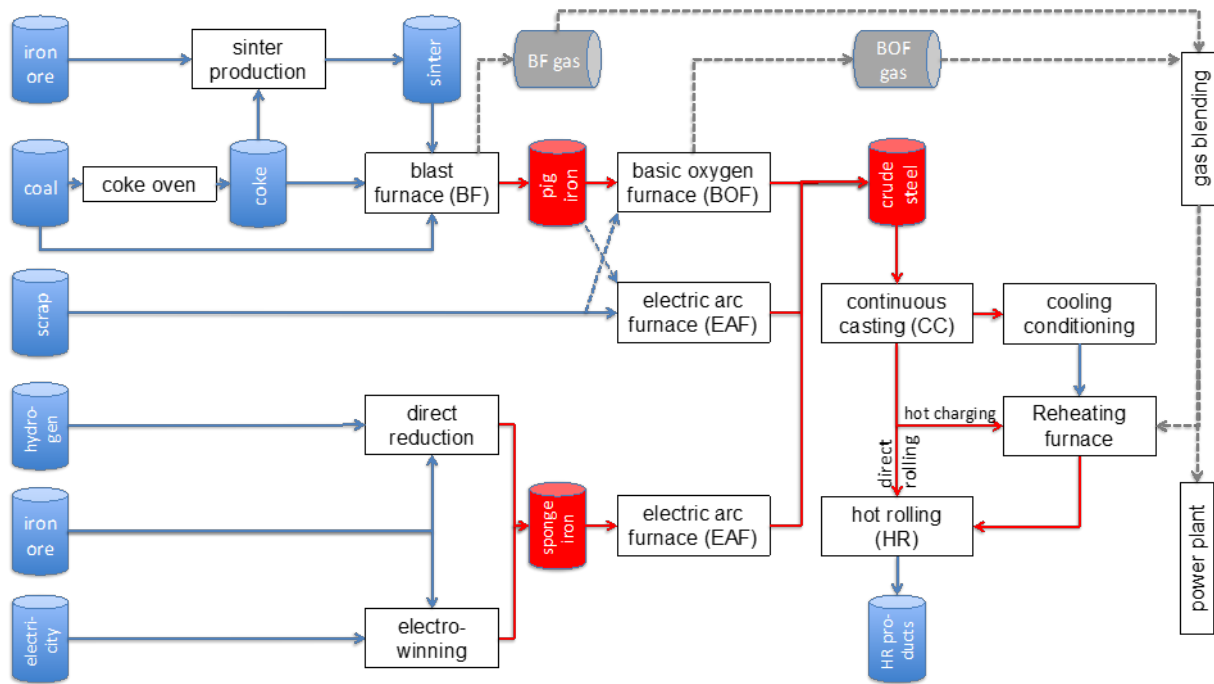 iron
ore
sinter
production
sinter
BF gas
BOF
gas
gas blending
coal
coke oven
coke
blast
furnace (BF)
pig
iron
basic oxygen
furnace (BOF)
crude
steel
scrap
electric arc
furnace (EAF)
continuous
casting (CC)
cooling
conditioning
hydro-
gen
direct
reduction
hot charging
Reheating
furnace
direct
rolling
iron
ore
sponge
iron
electric arc
furnace (EAF)
hot rolling
(HR)
power plant
electri-
city
electro-
winning
HR pro-
ducts